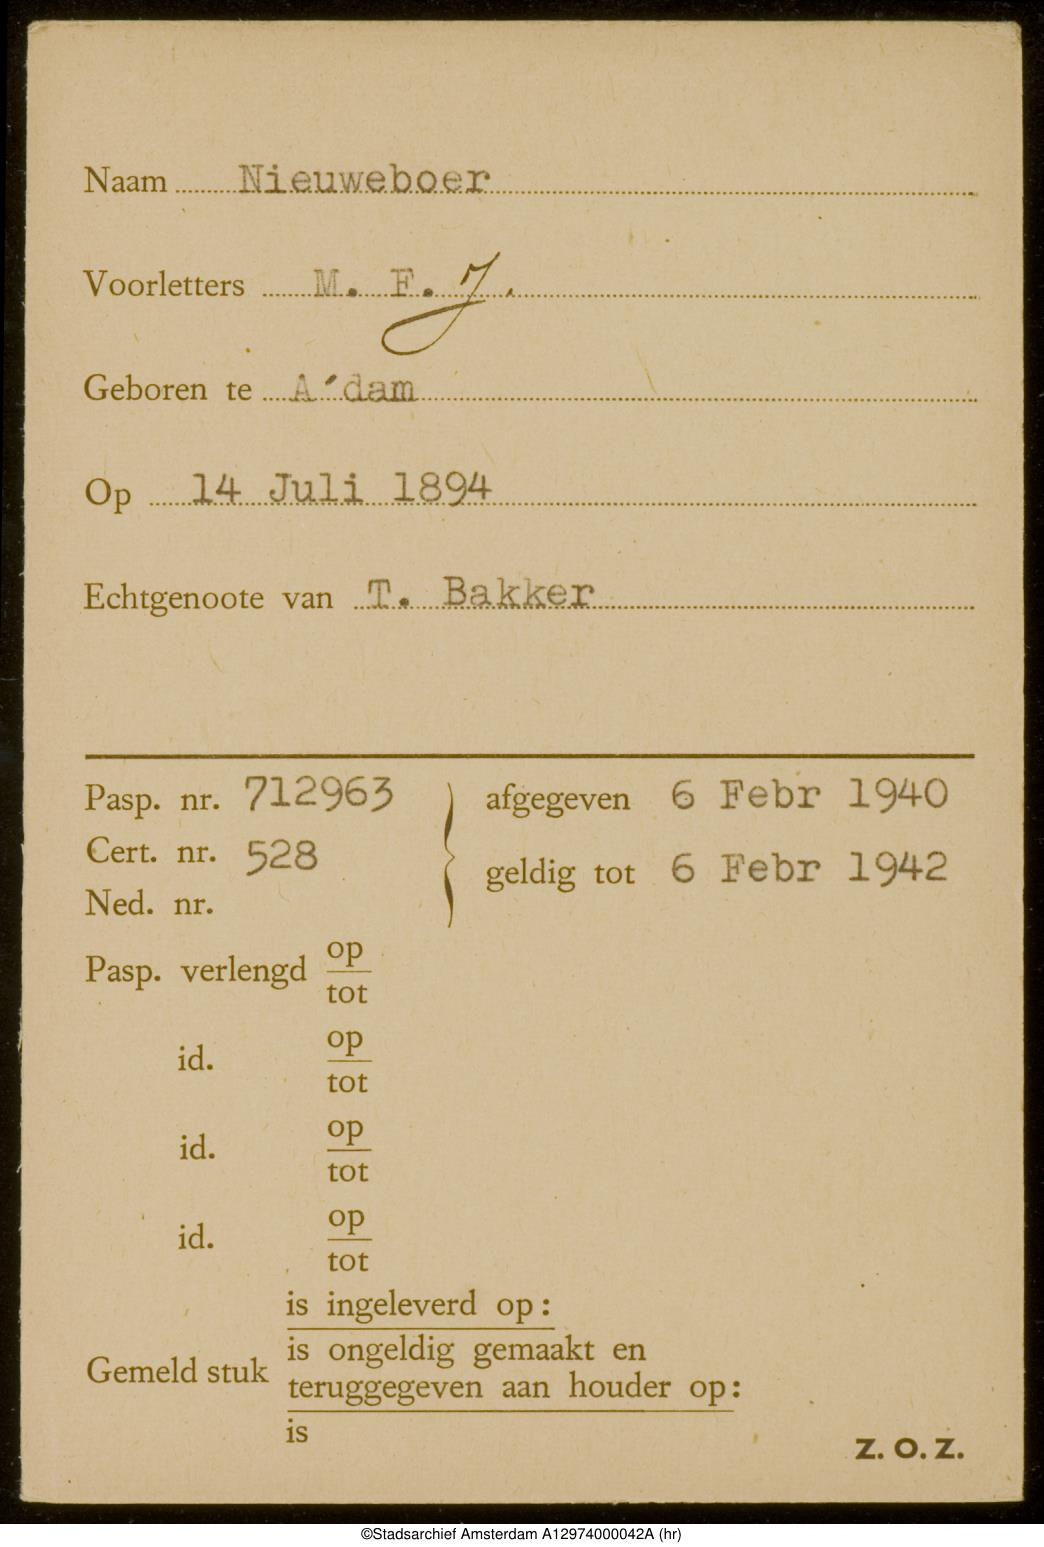 Naam Nieuweboer
Voorletters M. F. J.
Geboren te A'dam
Op 14 Juli 1894
Echtgenoote van T. Bakker
Pasp. nr. 712963
Cert. nr. 528
Ned. nr.
afgegeven 6 Febr 1940
geldig tot 6 Febr 1942
Pasp. verlengd op
tot
id. op
tot
id. op
tot
id. op
tot
Gemeld stuk
is ingeleverd op:
is ongeldig gemaakt en
teruggegeven aan houder op:
is
Z. O. Z.
©Stadsarchief Amsterdam A12974000042A (hr)